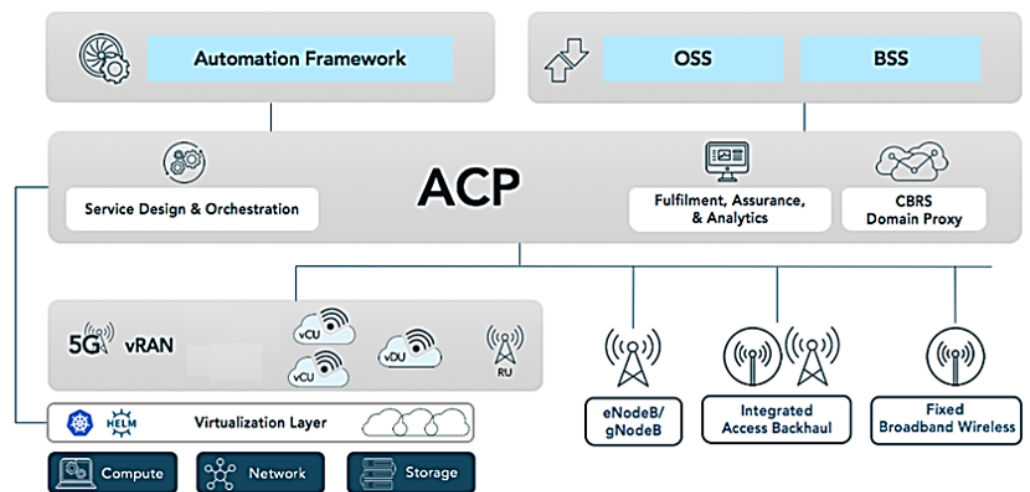 Automation Framework
OSS
BSS
ACP
Service Design & Orchestration
Fulfilment, Assurance,
& Analytics
CBRS
Domain Proxy
5G vRAN
vCU
vCU
vDU
RU
eNodeB/
gNodeB
Integrated
Access Backhaul
Fixed
Broadband Wireless
HELM
Virtualization Layer
Compute
Network
Storage